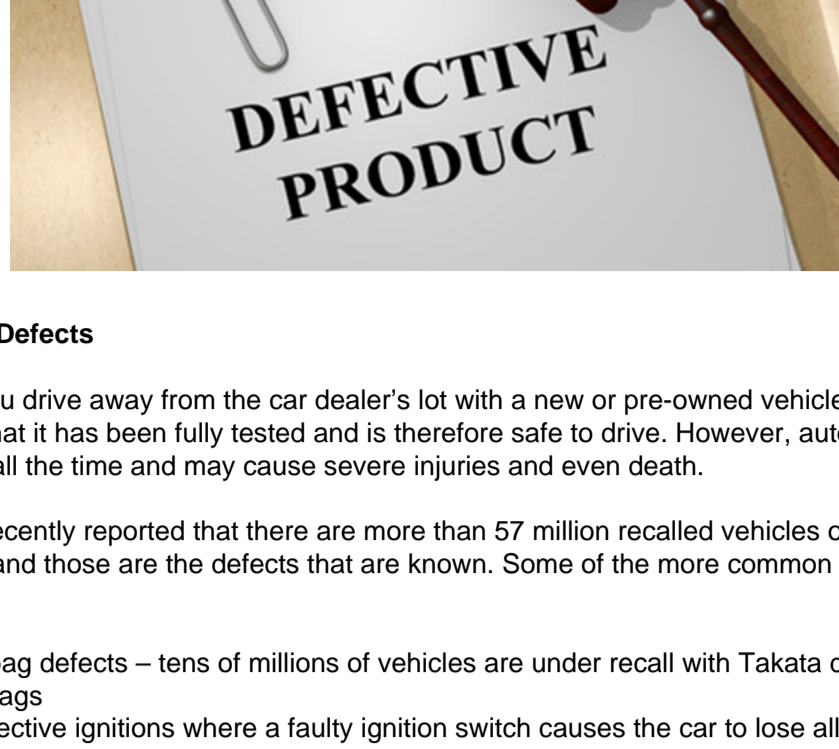 DEFECTIVE
PRODUCT
Defects
u drive away from the car dealer’s lot with a new or pre-owned vehicle
hat it has been fully tested and is therefore safe to drive. However, aut
all the time and may cause severe injuries and even death.
ecently reported that there are more than 57 million recalled vehicles o
and those are the defects that are known. Some of the more common
bag defects – tens of millions of vehicles are under recall with Takata d
ags
ective ignitions where a faulty ignition switch causes the car to lose all